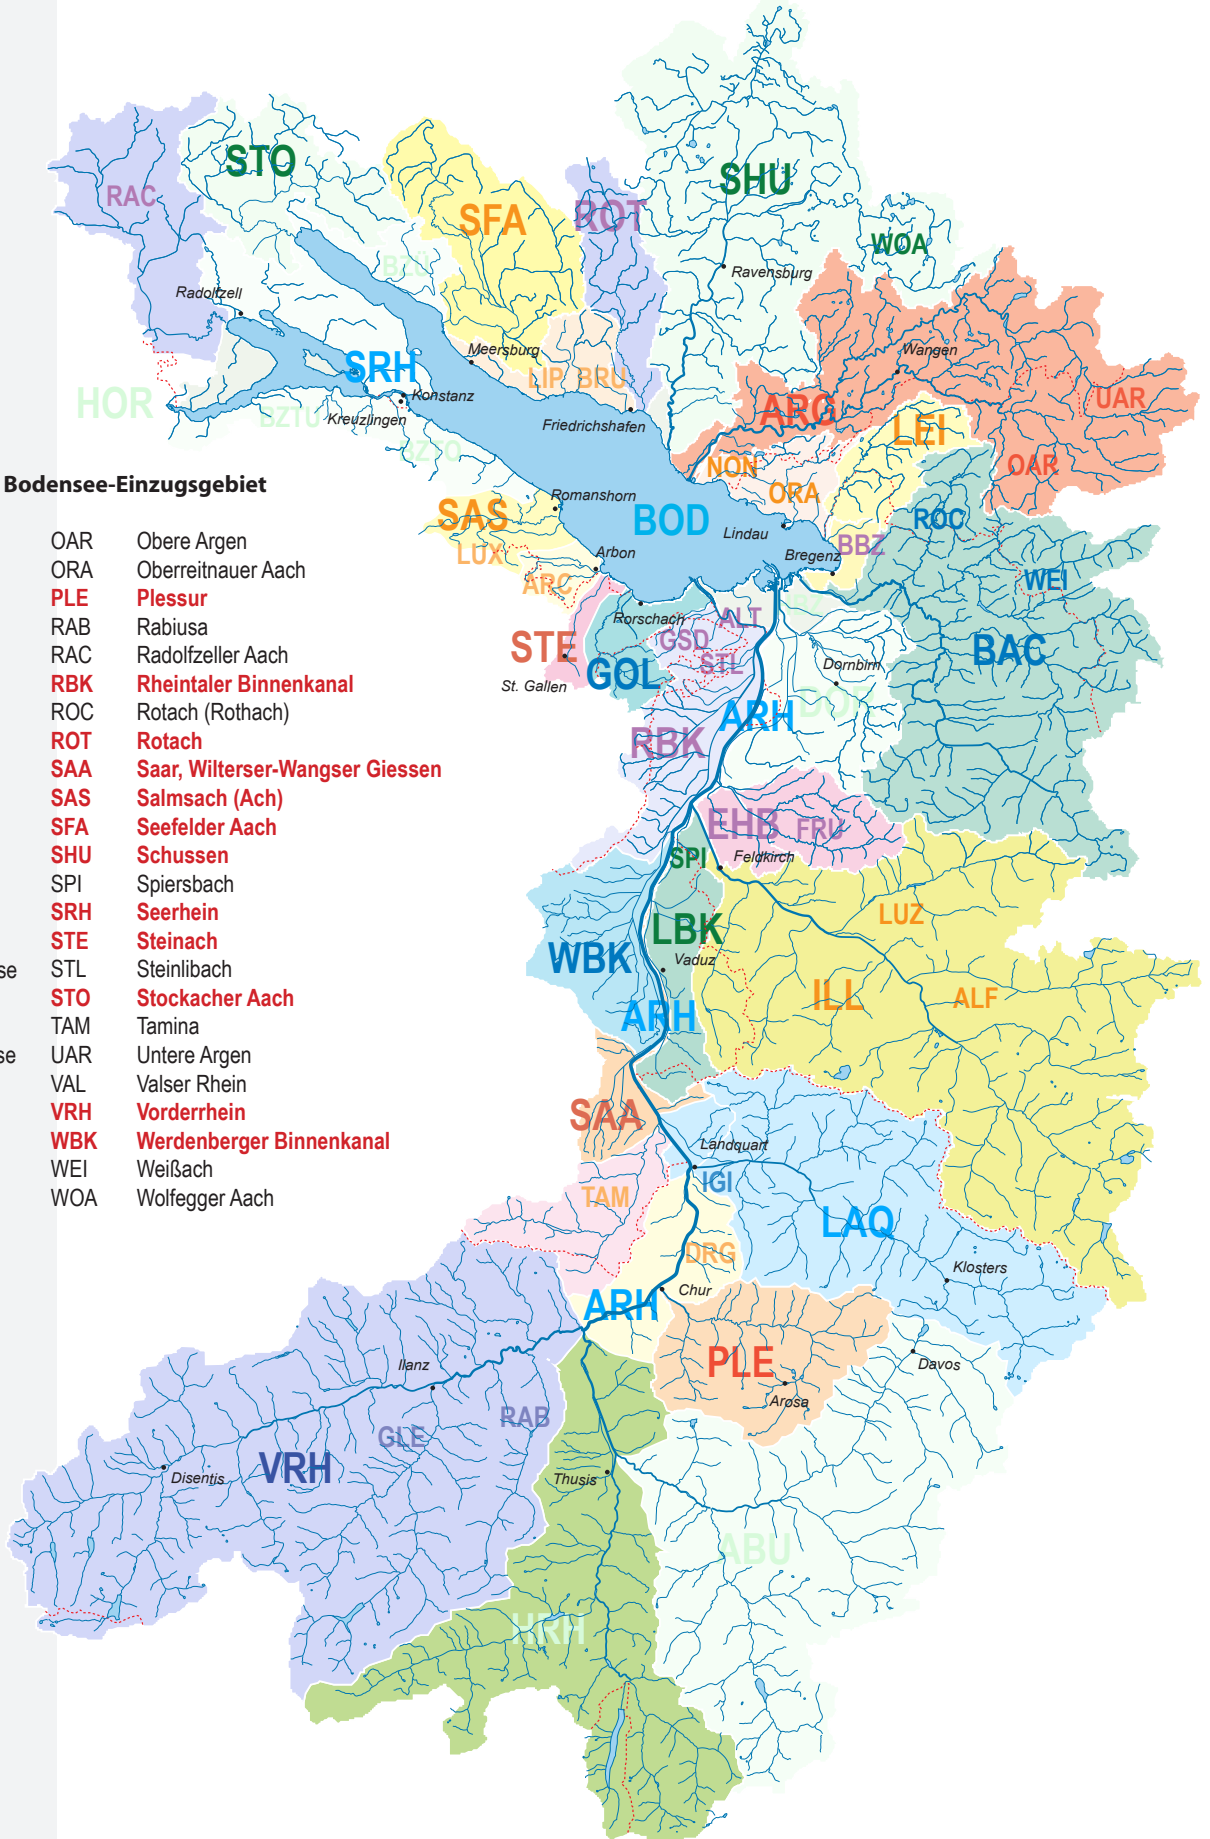 STO
RAC
SFA
ROT
SHU
WOA
BZÜ
Ravensburg
Radolfzell
Meersburg
Wangen
SRH
LIP
BRU
UAR
HOR
Konstanz
BZTU
Kreuzlingen
ARG
Friedrichshafen
LEI
BZTO
NON
OAR
Bodensee-Einzugsgebiet
ORA
Romanshorn
SAS
BOD
ROC
Lindau
LUX
Arbon
Bregenz
BBZ
ARC
WEI
Rorschach
ALT
GSD
STE
STL
BAC
GOL
Dornbirn
St. Gallen
DOR
ARH
RBK
EHB
FRU
SPI
Feldkirch
LUZ
LBK
WBK
Vaduz
ILL
ALF
ARH
SAA
Landquart
IGI
TAM
LAQ
DRG
Klosters
Chur
ARH
PLE
Davos
Ilanz
Arosa
RAB
GLE
VRH
Disentis
Thusis
ABU
HRH
OAR Obere Argen
ORA Oberreitnauer Aach
PLE Plessur
RAB Rabiusa
RAC Radolfzeller Aach
RBK Rheintaler Binnenkanal
ROC Rotach (Rothach)
ROT Rotach
SAA Saar, Wilterser-Wangser Giessen
SAS Salmsach (Ach)
SFA Seefelder Aach
SHU Schussen
SPI Spiersbach
SRH Seerhein
STE Steinach
se STL Steinlibach
STO Stockacher Aach
TAM Tamina
se UAR Untere Argen
VAL Valser Rhein
VRH Vorderrhein
WBK Werdenberger Binnenkanal
WEI Weißach
WOA Wolfegger Aach